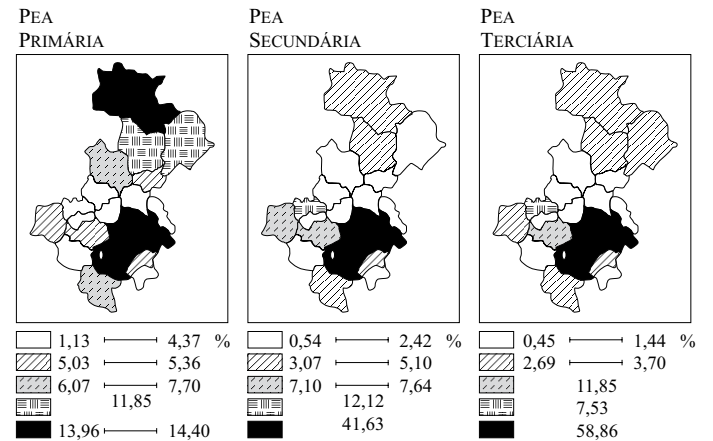 PEA
PRIMÁRIA
PEA
SECUNDÁRIA
PEA
TERCIÁRIA
1,13 4,37 %
5,03 5,36
6,07 7,70
11,85
13,96 14,40
0,54 2,42 %
3,07 5,10
7,10 7,64
12,12
41,63
0,45 1,44 %
2,69 3,70
11,85
7,53
58,86